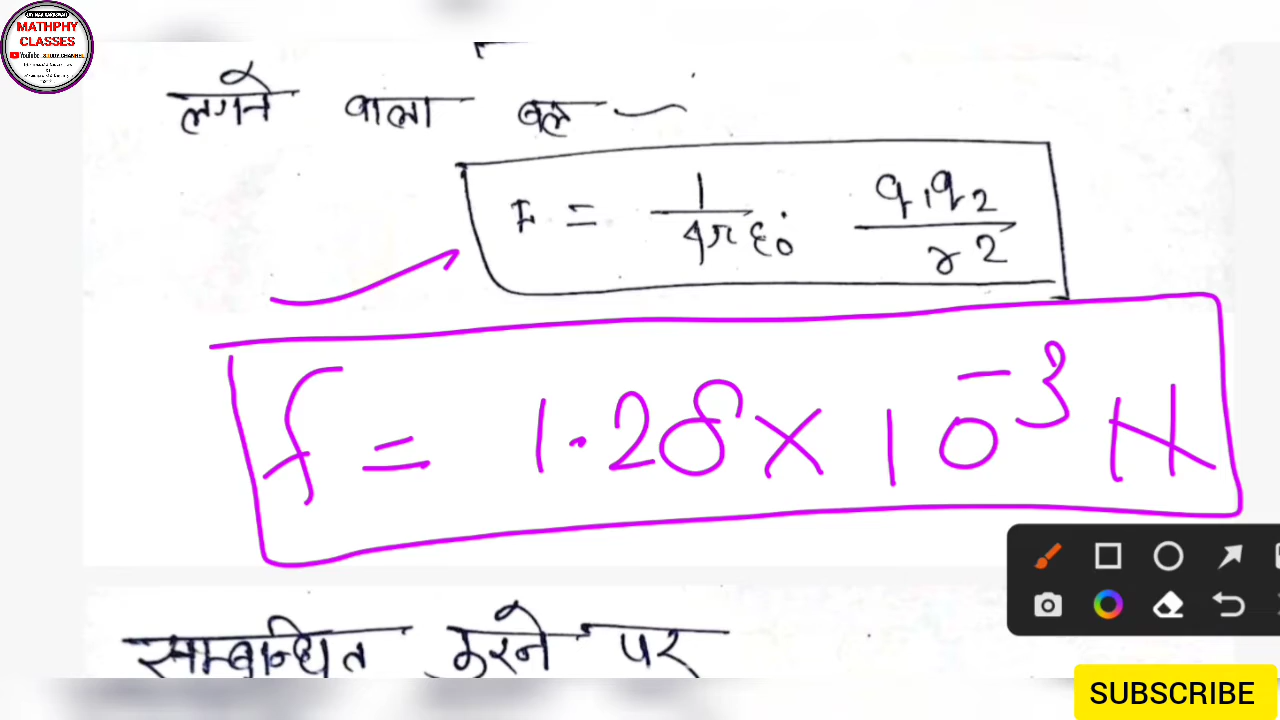 MATHPHY
CLASSES
लगने वाला बल
F = 1/4πε₀ q₁q₂/r²
f = 1.28 × 10⁻³ N
सम्बन्धित करने पर
SUBSCRIBE